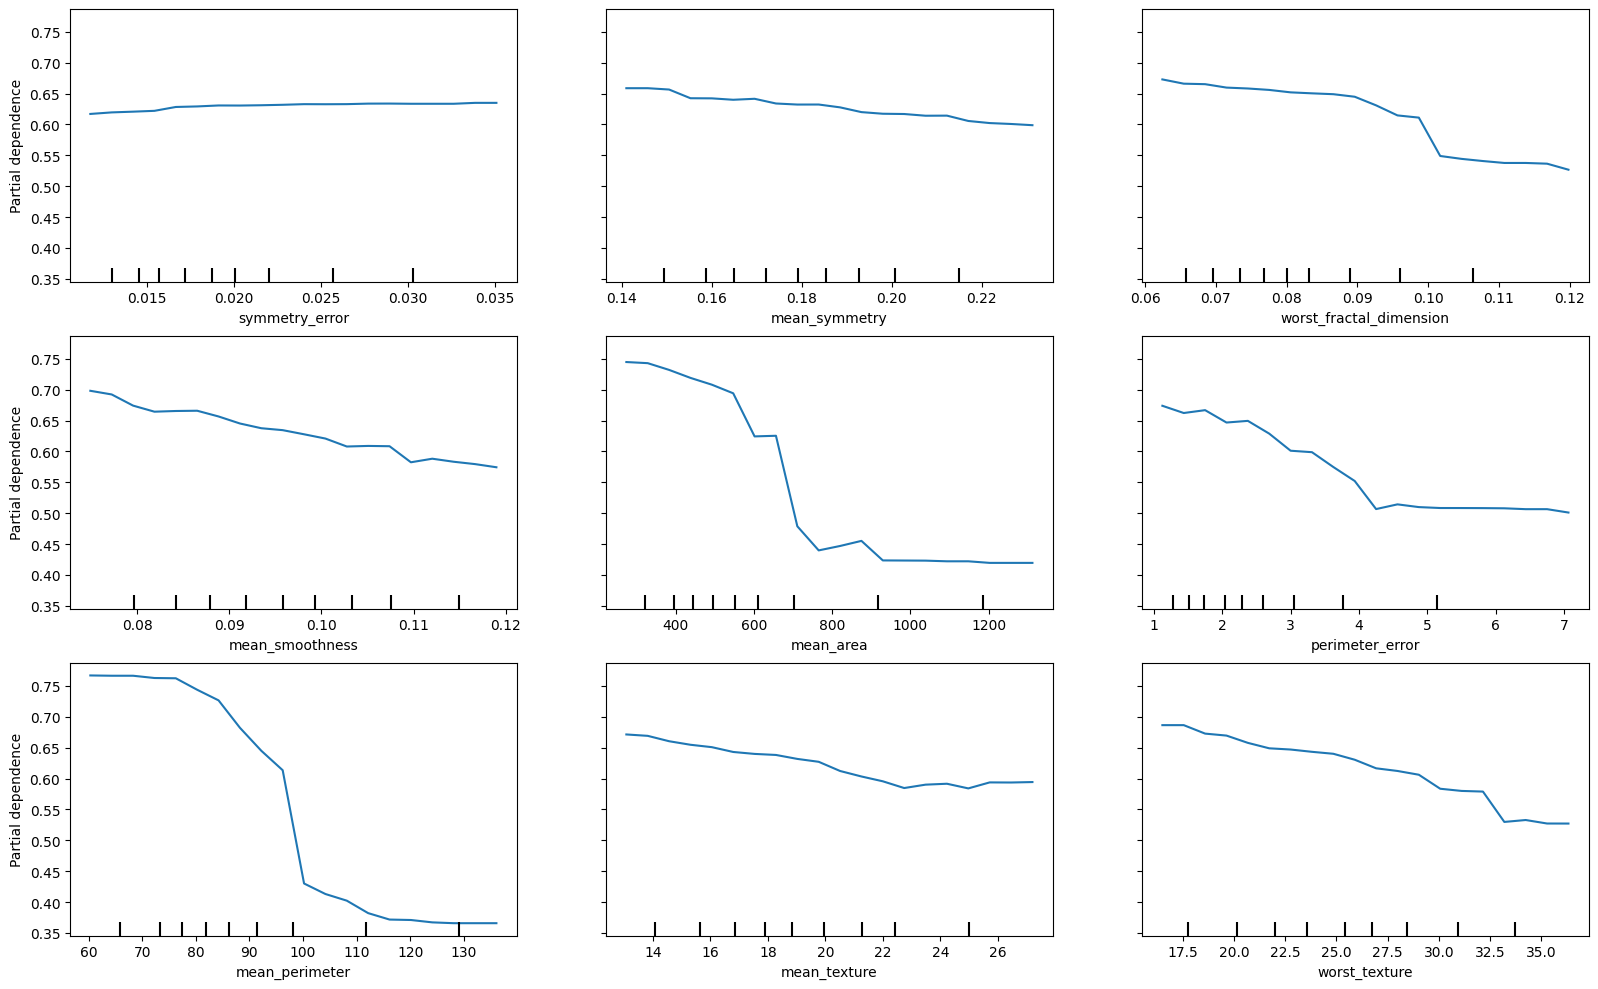 Partial dependence
0.75
0.70
0.65
0.60
0.55
0.50
0.45
0.40
0.35
0.015 0.020 0.025 0.030 0.035
symmetry_error
0.14 0.16 0.18 0.20 0.22
mean_symmetry
0.06 0.07 0.08 0.09 0.10 0.11 0.12
worst_fractal_dimension
Partial dependence
0.75
0.70
0.65
0.60
0.55
0.50
0.45
0.40
0.35
0.08 0.09 0.10 0.11 0.12
mean_smoothness
400 600 800 1000 1200
mean_area
1 2 3 4 5 6 7
perimeter_error
Partial dependence
0.75
0.70
0.65
0.60
0.55
0.50
0.45
0.40
0.35
60 70 80 90 100 110 120 130
mean_perimeter
14 16 18 20 22 24 26
mean_texture
17.5 20.0 22.5 25.0 27.5 30.0 32.5 35.0
worst_texture